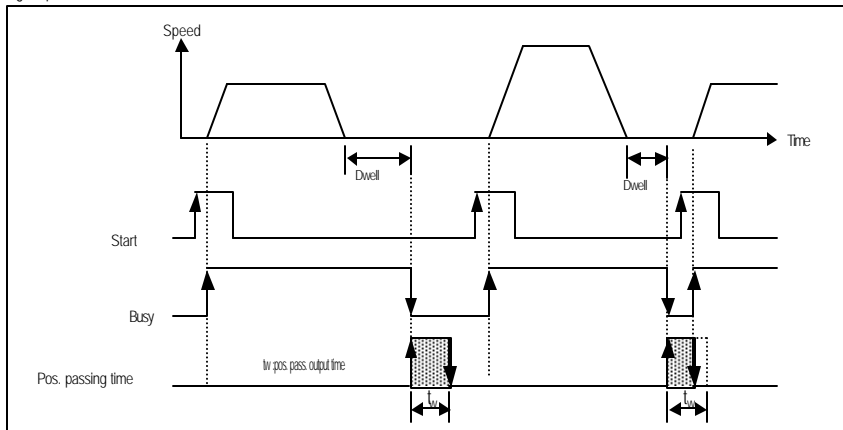 Speed
Time
Dwell
Dwell
Start
Busy
tw :pos. pass. output time
Pos. passing time
tw
tw